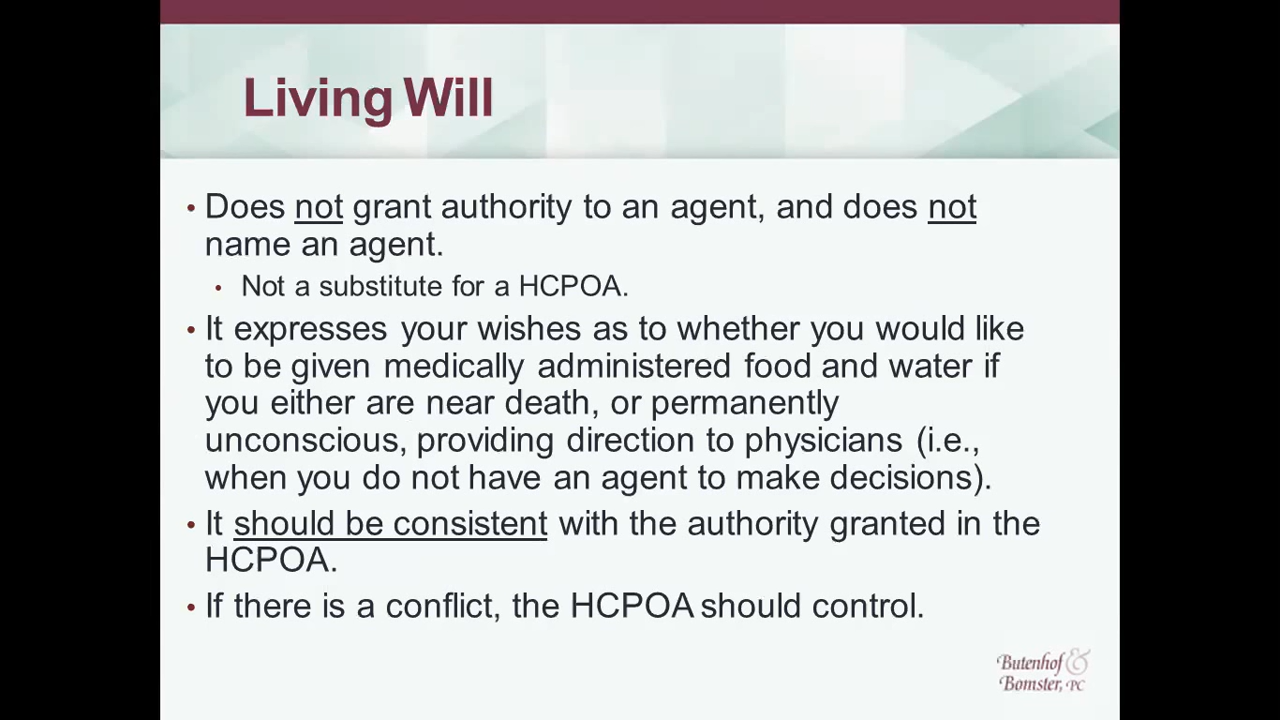 Living Will
• Does not grant authority to an agent, and does not
name an agent.
• Not a substitute for a HCPOA.
• It expresses your wishes as to whether you would like
to be given medically administered food and water if
you either are near death, or permanently
unconscious, providing direction to physicians (i.e.,
when you do not have an agent to make decisions).
• It should be consistent with the authority granted in the
HCPOA.
• If there is a conflict, the HCPOA should control.
Butenhof &
Bomster, PC